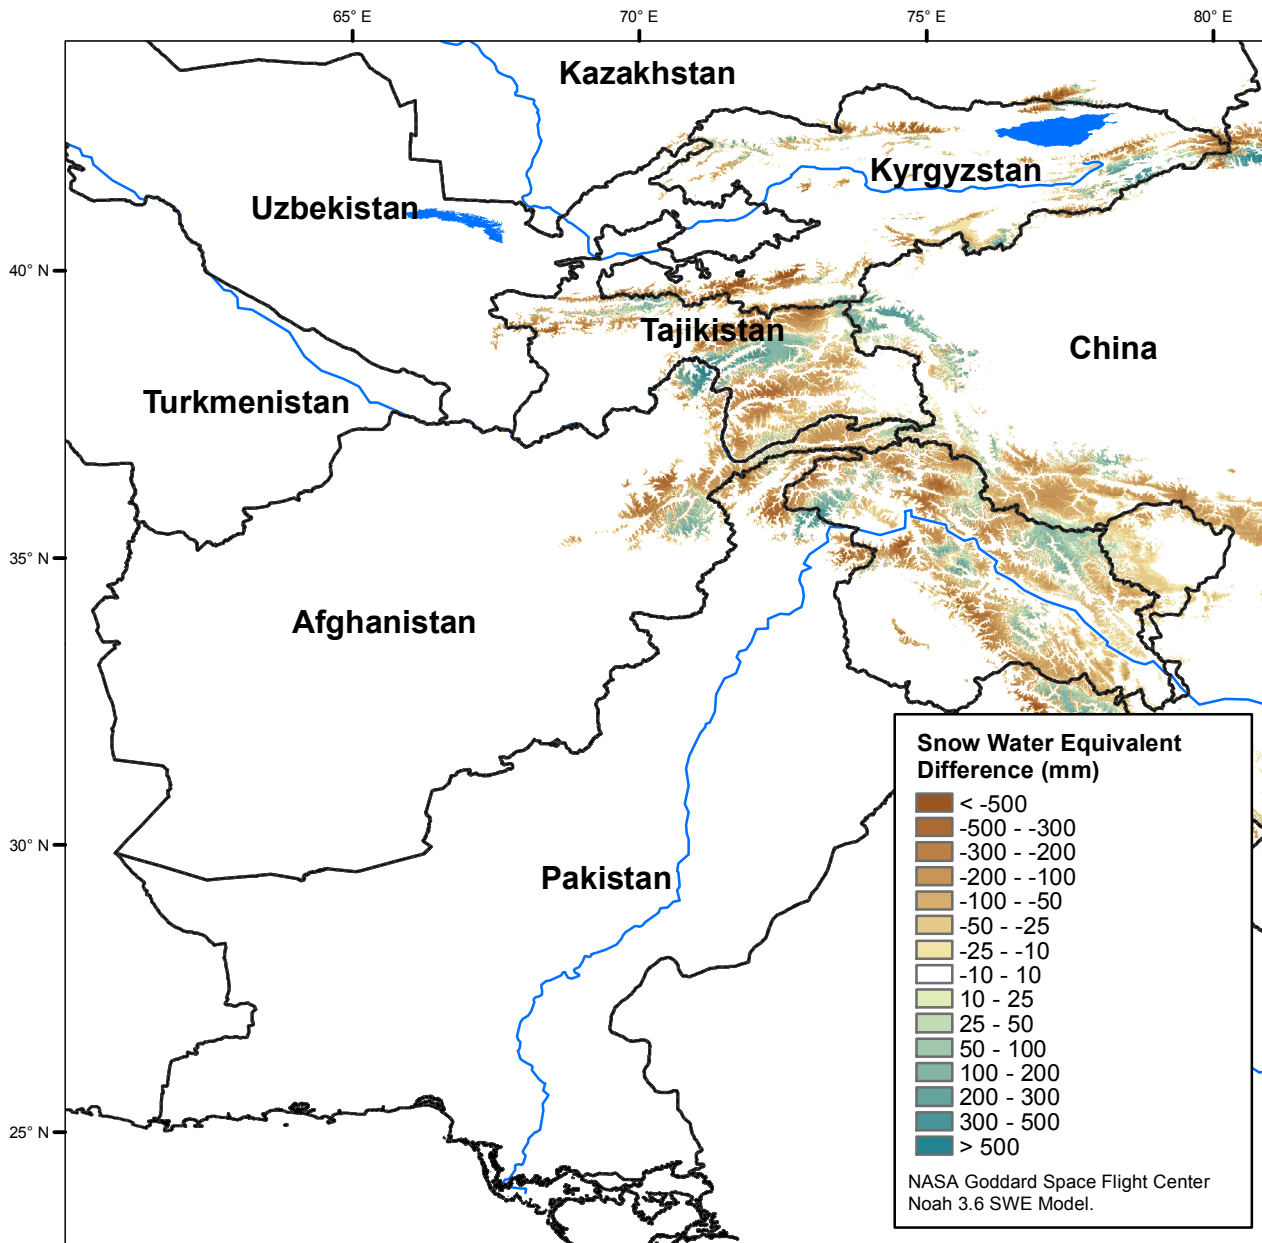 65° E
70° E
75° E
80° E
Kazakhstan
Kyrgyzstan
Uzbekistan
40° N
Tajikistan
China
Turkmenistan
35° N
Afghanistan
Snow Water Equivalent
Difference (mm)
< -500
-500 - -300
-300 - -200
-200 - -100
-100 - -50
-50 - -25
-25 - -10
-10 - 10
10 - 25
25 - 50
50 - 100
100 - 200
200 - 300
300 - 500
> 500
30° N
Pakistan
25° N
NASA Goddard Space Flight Center
Noah 3.6 SWE Model.